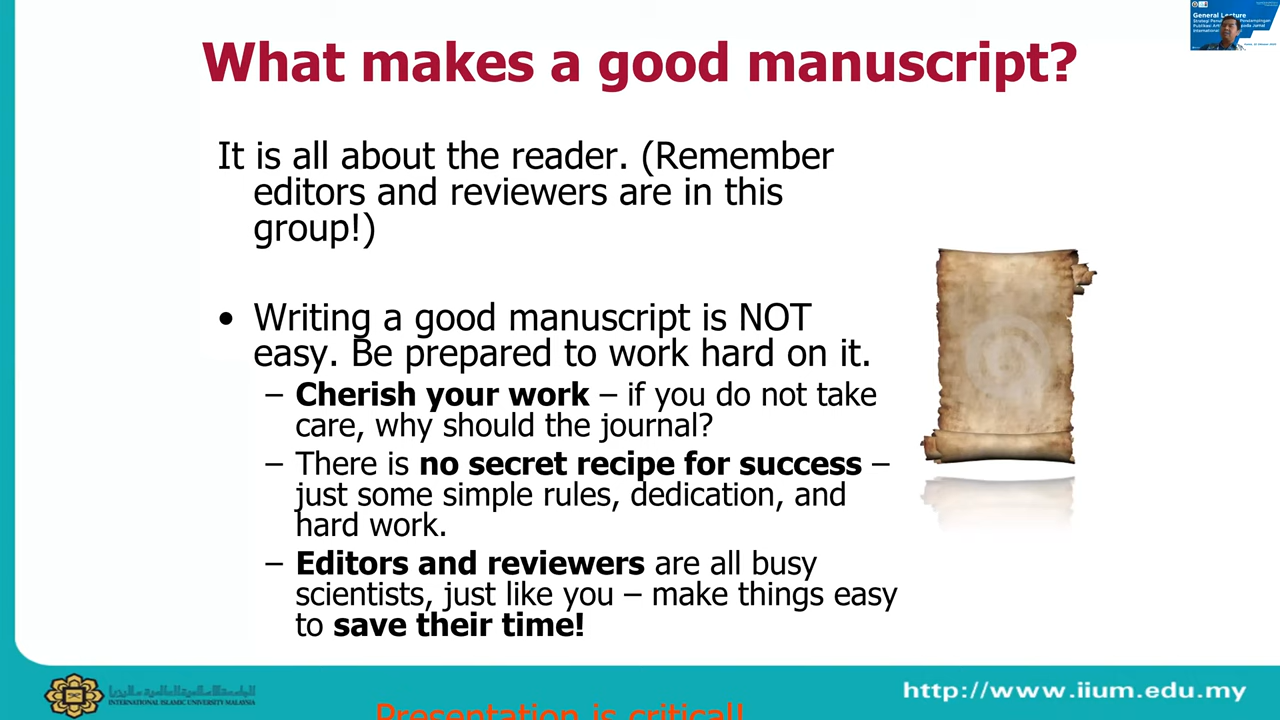 General Lecture
What makes a good manuscript?
It is all about the reader. (Remember
editors and reviewers are in this
group!)
• Writing a good manuscript is NOT
easy. Be prepared to work hard on it.
– Cherish your work – if you do not take
care, why should the journal?
– There is no secret recipe for success –
just some simple rules, dedication, and
hard work.
– Editors and reviewers are all busy
scientists, just like you – make things easy
to save their time!
INTERNATIONAL ISLAMIC UNIVERSITY MALAYSIA
http://www.iium.edu.my
Presentation is critical!